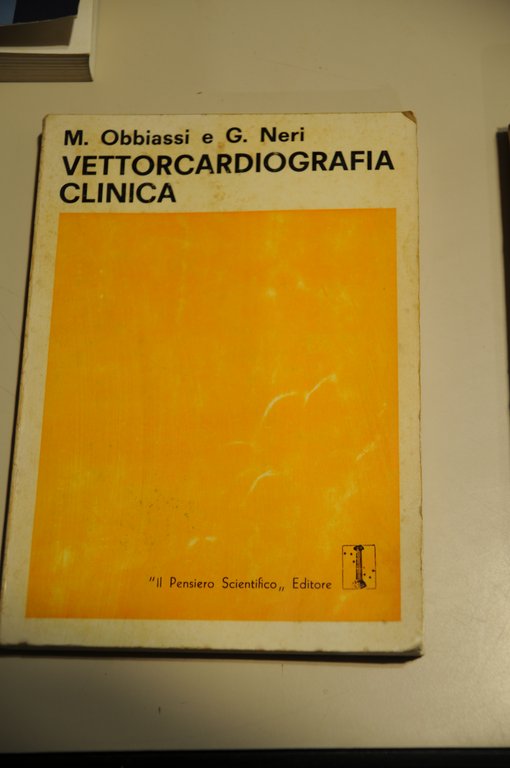 M. Obbiassi e G. Neri
VETTORCARDIOGRAFIA
CLINICA
"Il Pensiero Scientifico„ Editore